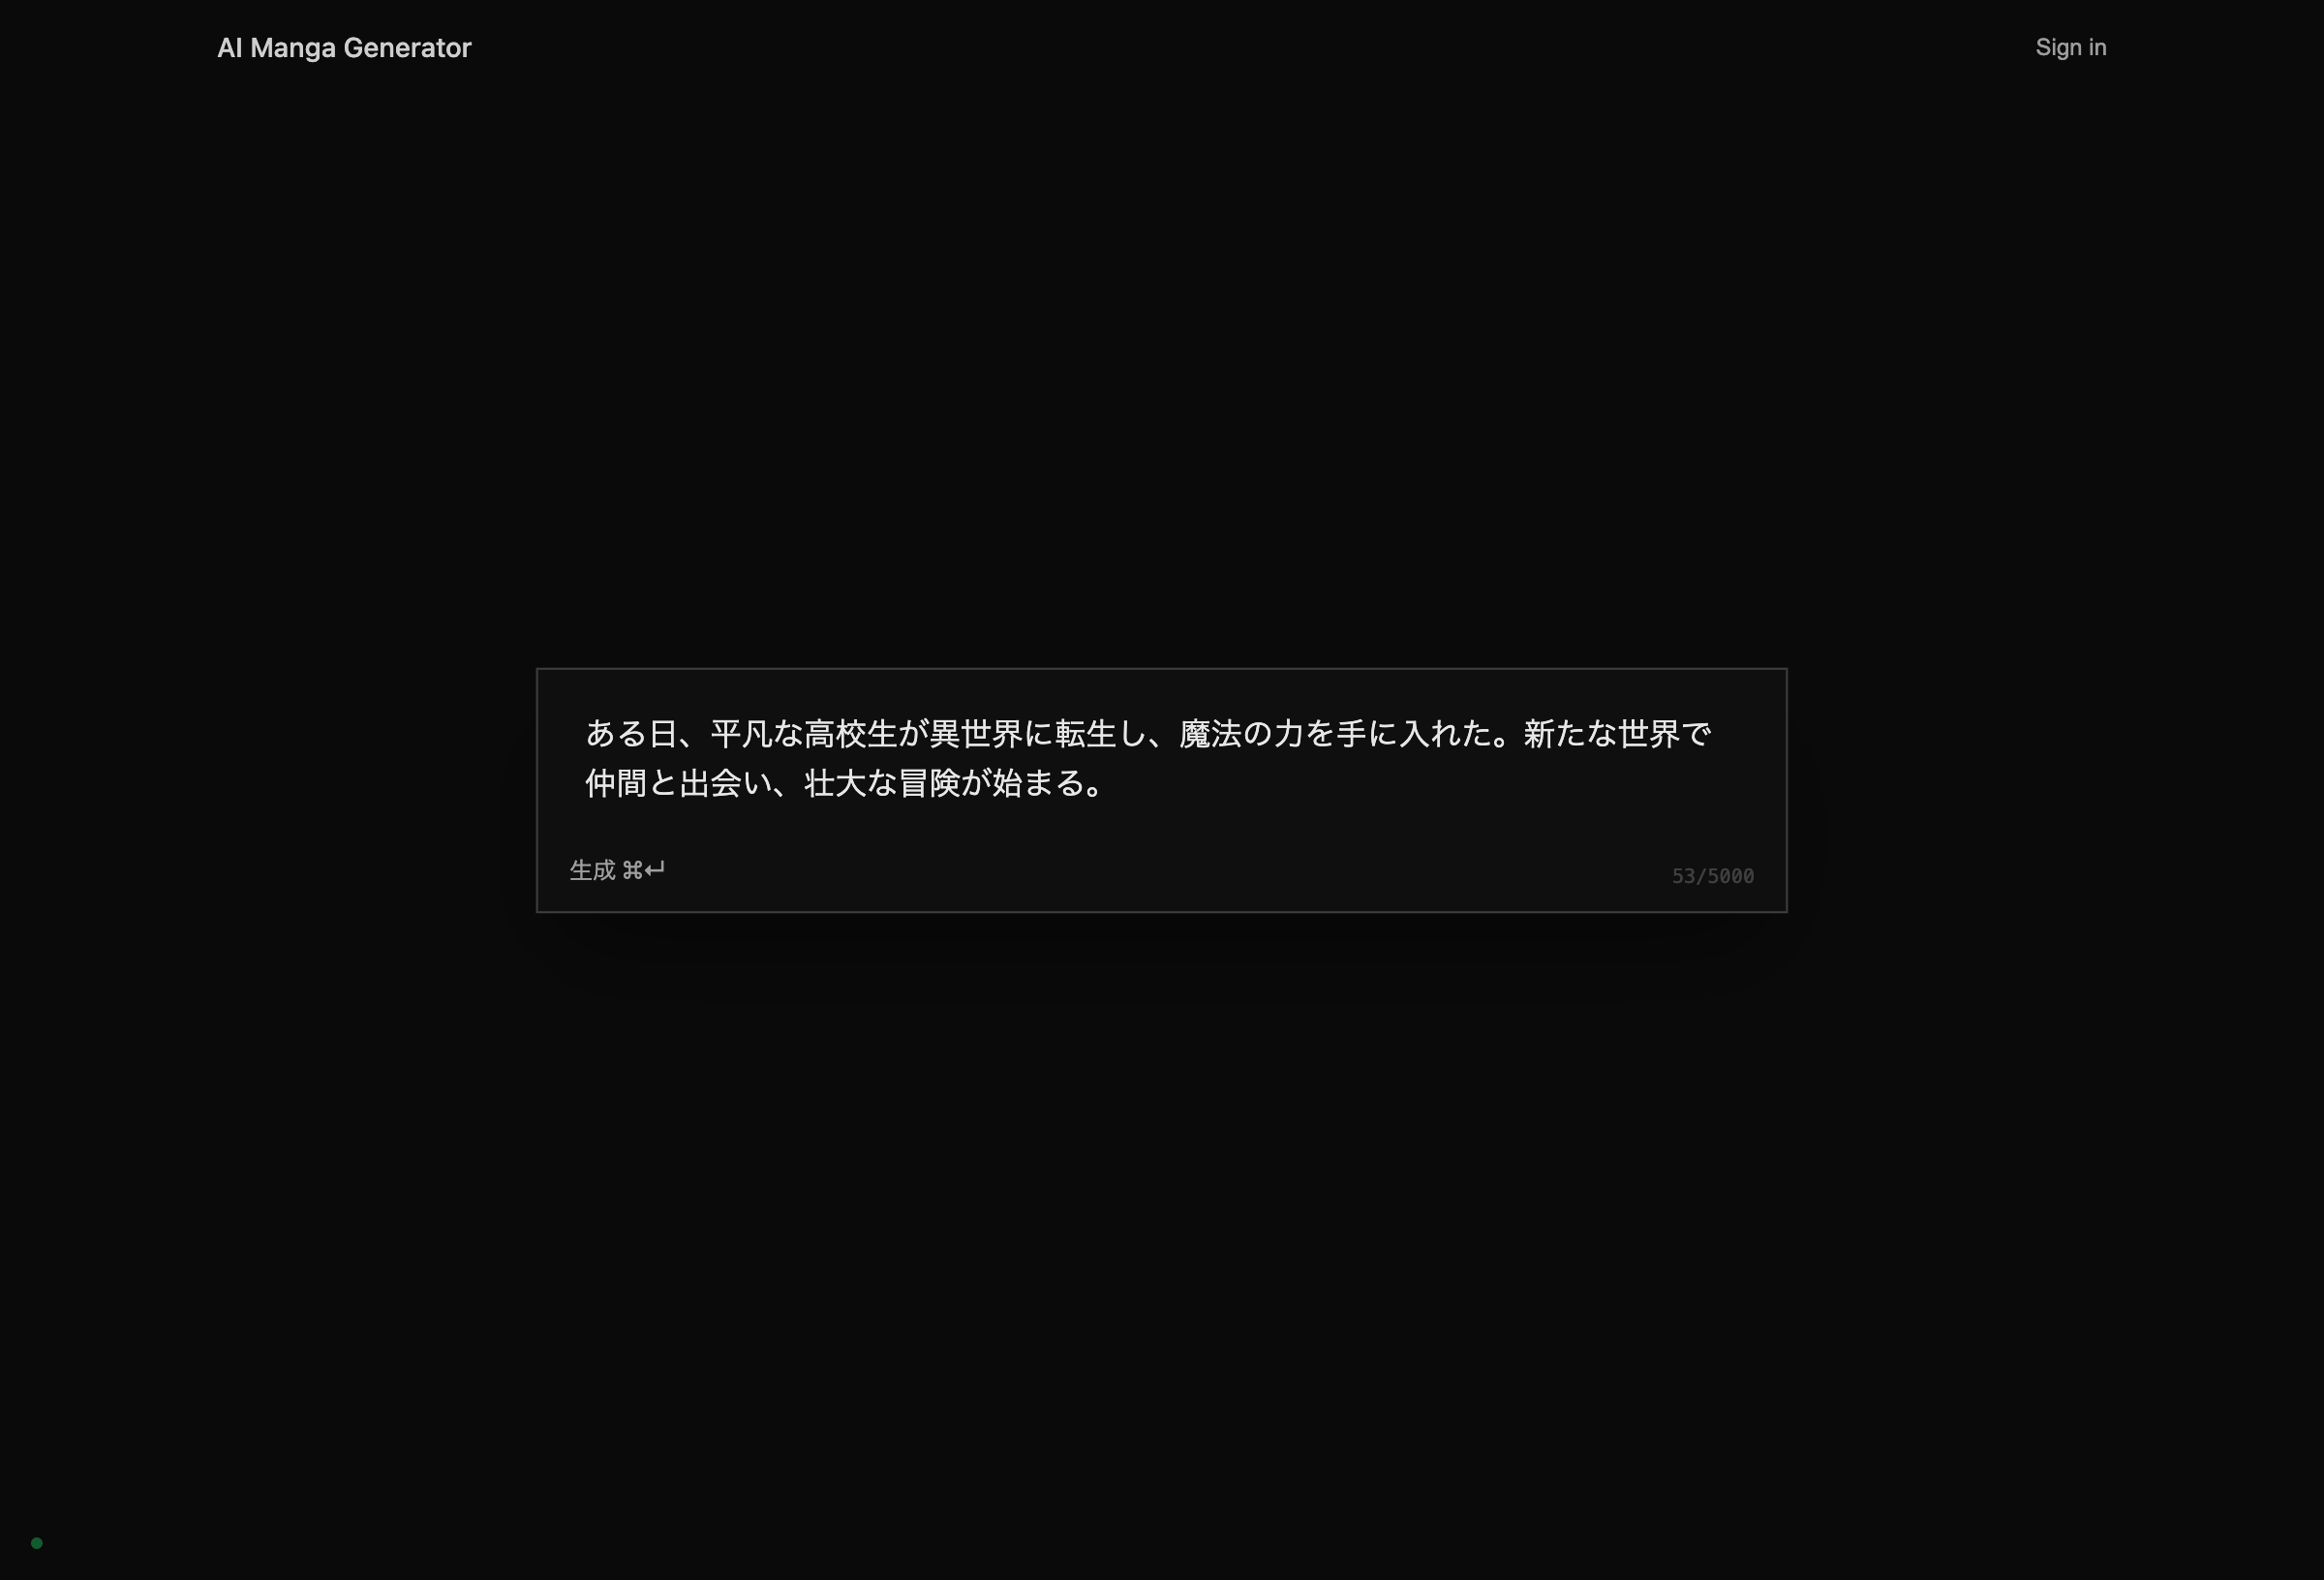 AI Manga Generator
Sign in
ある日、平凡な高校生が異世界に転生し、魔法の力を手に入れた。新たな世界で
仲間と出会い、壮大な冒険が始まる。
生成 ⌘↵
53/5000